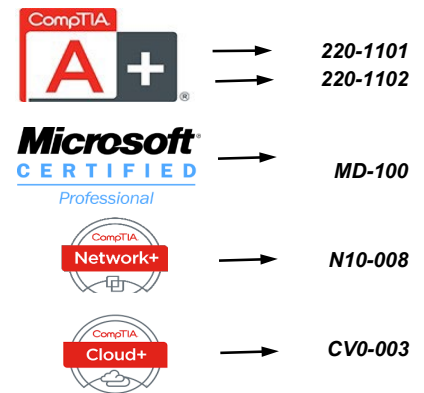 CompTIA.
A+
®
220-1101
220-1102
Microsoft®
CERTIFIED
Professional
MD-100
CompTIA
Network+
N10-008
CompTIA
Cloud+
CV0-003